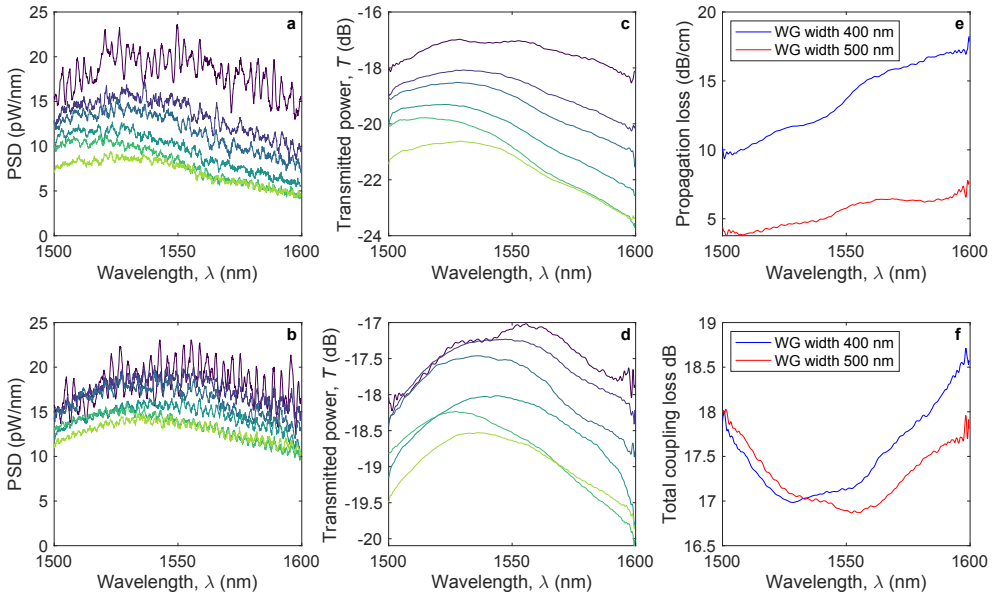 a
PSD (pW/nm)
25
20
15
10
5
0
1500
1550
1600
Wavelength, λ (nm)
c
Transmitted power, T (dB)
-16
-18
-20
-22
-24
1500
1550
1600
Wavelength, λ (nm)
e
WG width 400 nm
WG width 500 nm
Propagation loss (dB/cm)
20
15
10
5
1500
1550
1600
Wavelength, λ (nm)
b
PSD (pW/nm)
25
20
15
10
5
0
1500
1550
1600
Wavelength, λ (nm)
d
Transmitted power, T (dB)
-17
-17.5
-18
-18.5
-19
-19.5
-20
1500
1550
1600
Wavelength, λ (nm)
f
WG width 400 nm
WG width 500 nm
Total coupling loss dB
19
18
17
16.5
1500
1550
1600
Wavelength, λ (nm)